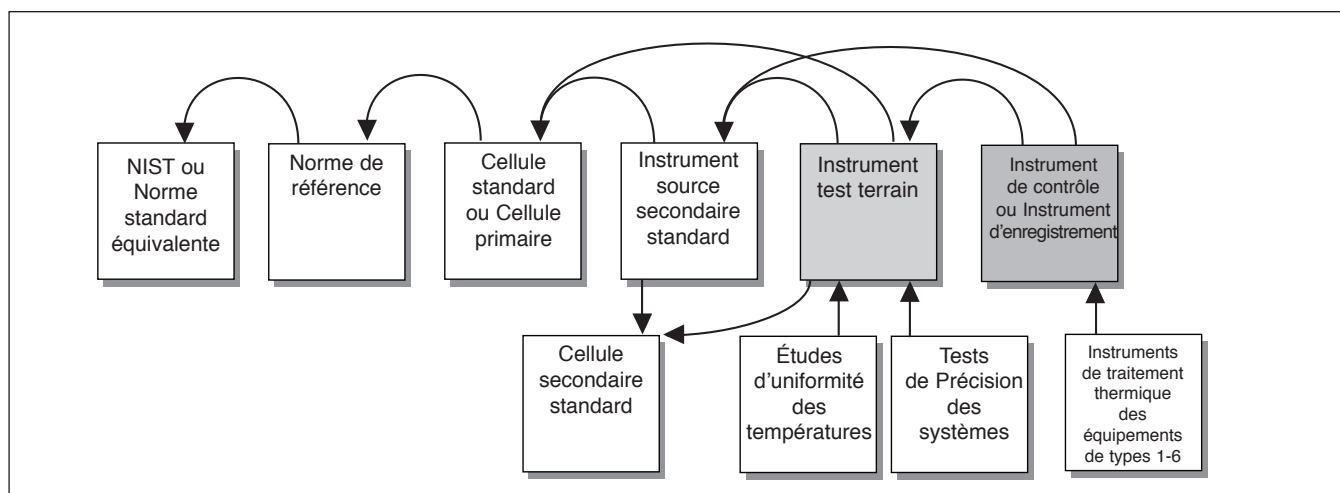 NIST ou
Norme
standard
équivalente
Norme de
référence
Cellule
standard
ou Cellule
primaire
Instrument
source
secondaire
standard
Instrument
test terrain
Instrument
de contrôle
ou Instrument
d'enregistrement
Cellule
secondaire
standard
Études
d'uniformité
des
températures
Tests
de Précision
des
systèmes
Instruments
de traitement
thermique
des
équipements
de types 1-6